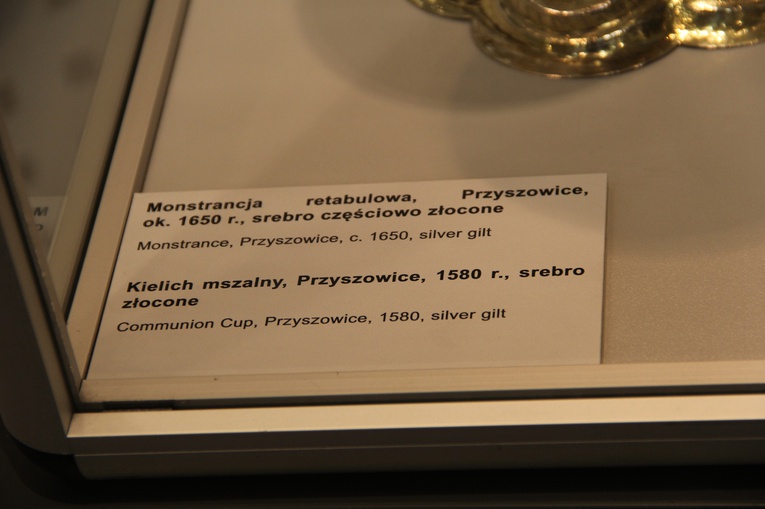 Monstrancja retabulowa, Przyszowice,
ok. 1650 r., srebro częściowo złocone
Monstrance, Przyszowice, c. 1650, silver gilt
Kielich mszalny, Przyszowice, 1580 r., srebro
złocone
Communion Cup, Przyszowice, 1580, silver gilt